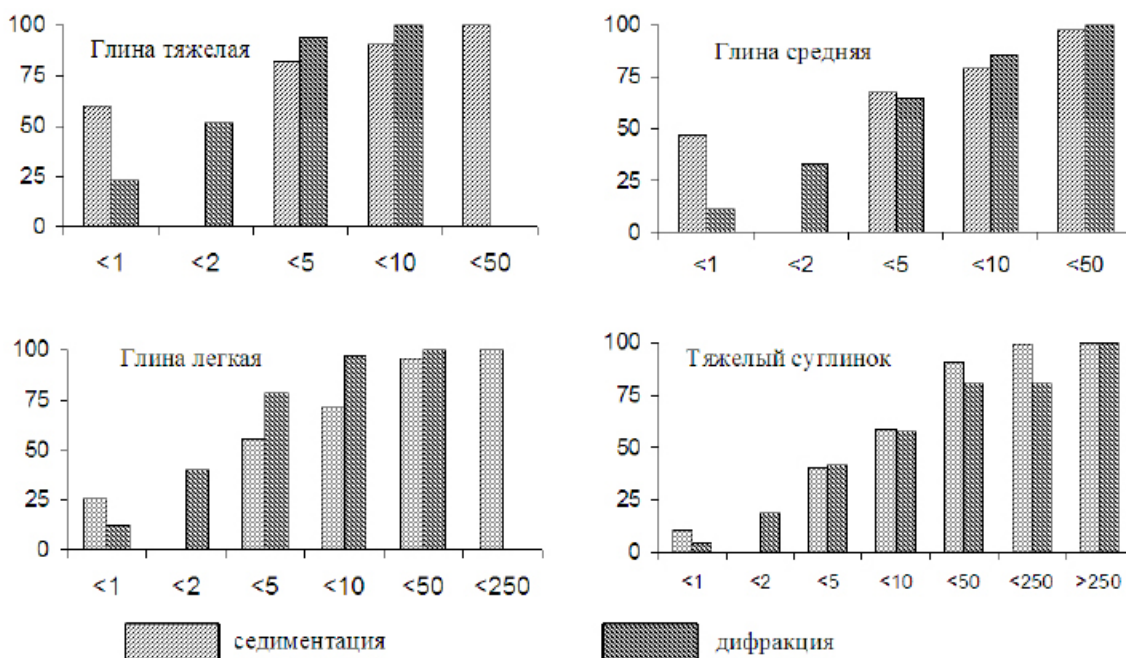 100
75
50
25
0
Глина тяжелая
<1 <2 <5 <10 <50
100
75
50
25
0
Глина средняя
<1 <2 <5 <10 <50
100
75
50
25
0
Глина легкая
<1 <2 <5 <10 <50 <250
100
75
50
25
0
Тяжелый суглинок
<1 <2 <5 <10 <50 <250 >250
седиментация
дифракция